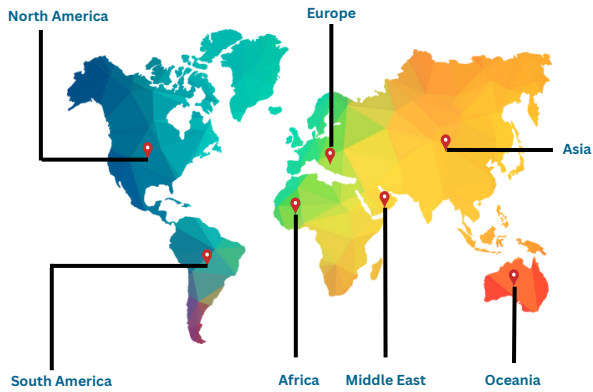 Europe
North America
Asia
South America
Africa
Middle East
Oceania